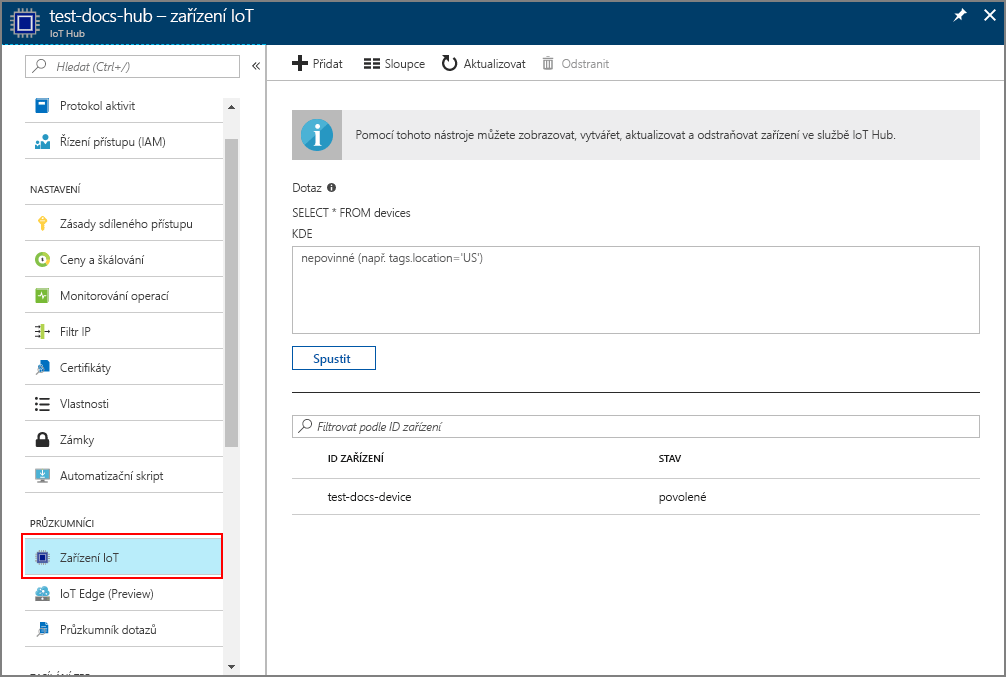 test-docs-hub – zařízení IoT
IoT Hub
Hledat (Ctrl+/)
«
Protokol aktivit
Řízení přístupu (IAM)
NASTAVENÍ
Zásady sdíleného přístupu
Ceny a škálování
Monitorování operací
Filtr IP
Certifikáty
Vlastnosti
Zámky
Automatizační skript
PRŮZKUMNÍCI
Zařízení IoT
IoT Edge (Preview)
Průzkumník dotazů
Přidat
Sloupce
Aktualizovat
Odstranit
Pomocí tohoto nástroje můžete zobrazovat, vytvářet, aktualizovat a odstraňovat zařízení ve službě IoT Hub.
Dotaz
SELECT * FROM devices
KDE
nepovinné (např. tags.location='US')
Spustit
Filtrovat podle ID zařízení
ID ZAŘÍZENÍ STAV
test-docs-device povolené